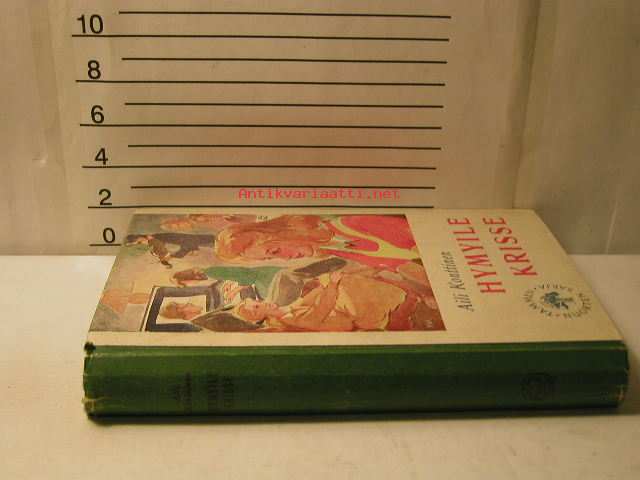 10
8
6
4
2
0
Antikvariaatti.net
Aili Konttinen
HYMYILE
KRISSE